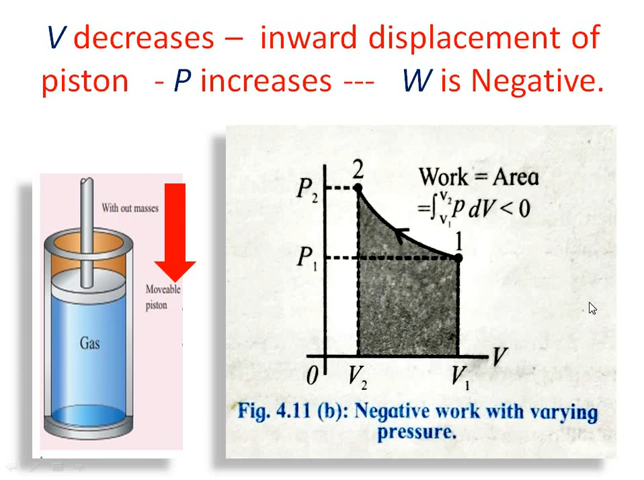 V decreases – inward displacement of
piston - P increases --- W is Negative.
With out masses
Moveable
piston
Gas
2
P₂
Work = Area
=∫V₁V₂ p dV < 0
1
P₁
0
V₂
V₁
V
Fig. 4.11 (b): Negative work with varying
pressure.